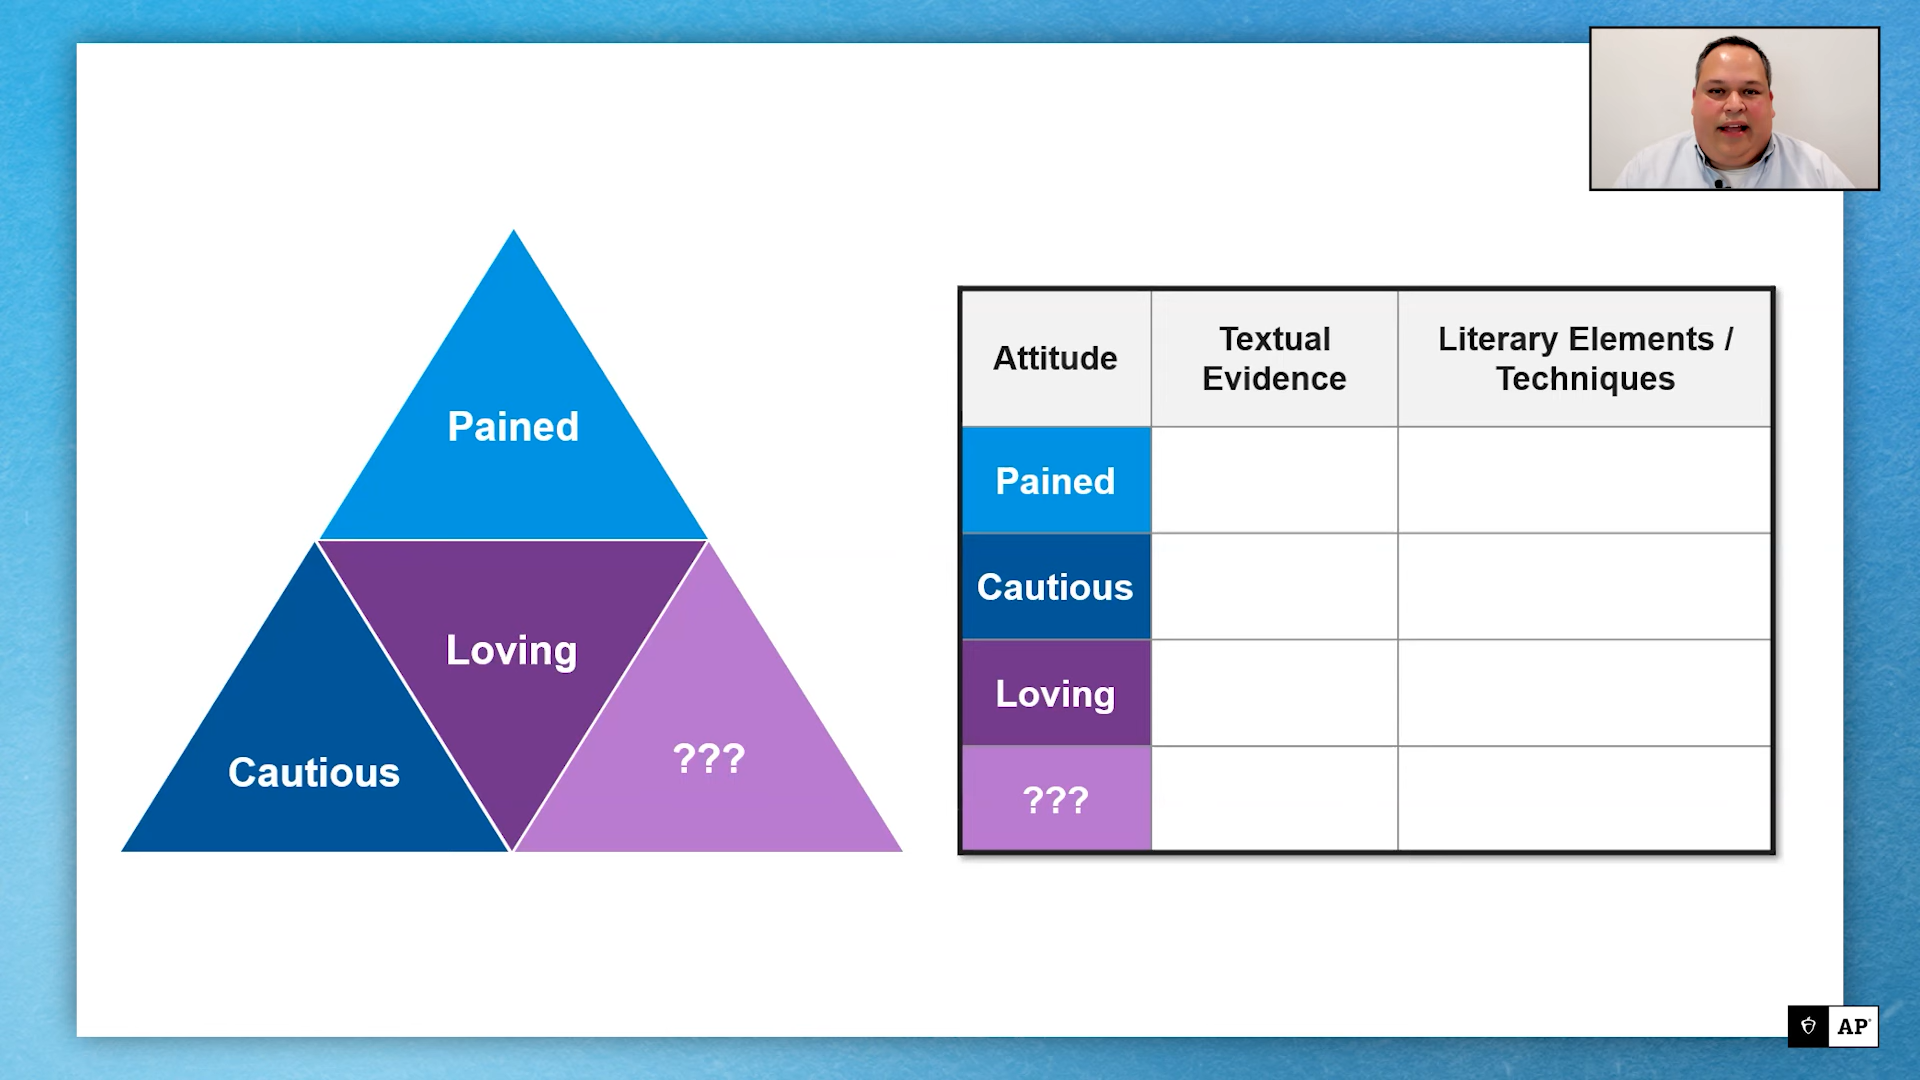 Pained
Loving
Cautious
???
Attitude
Textual
Evidence
Literary Elements /
Techniques
Pained
Cautious
Loving
???
AP